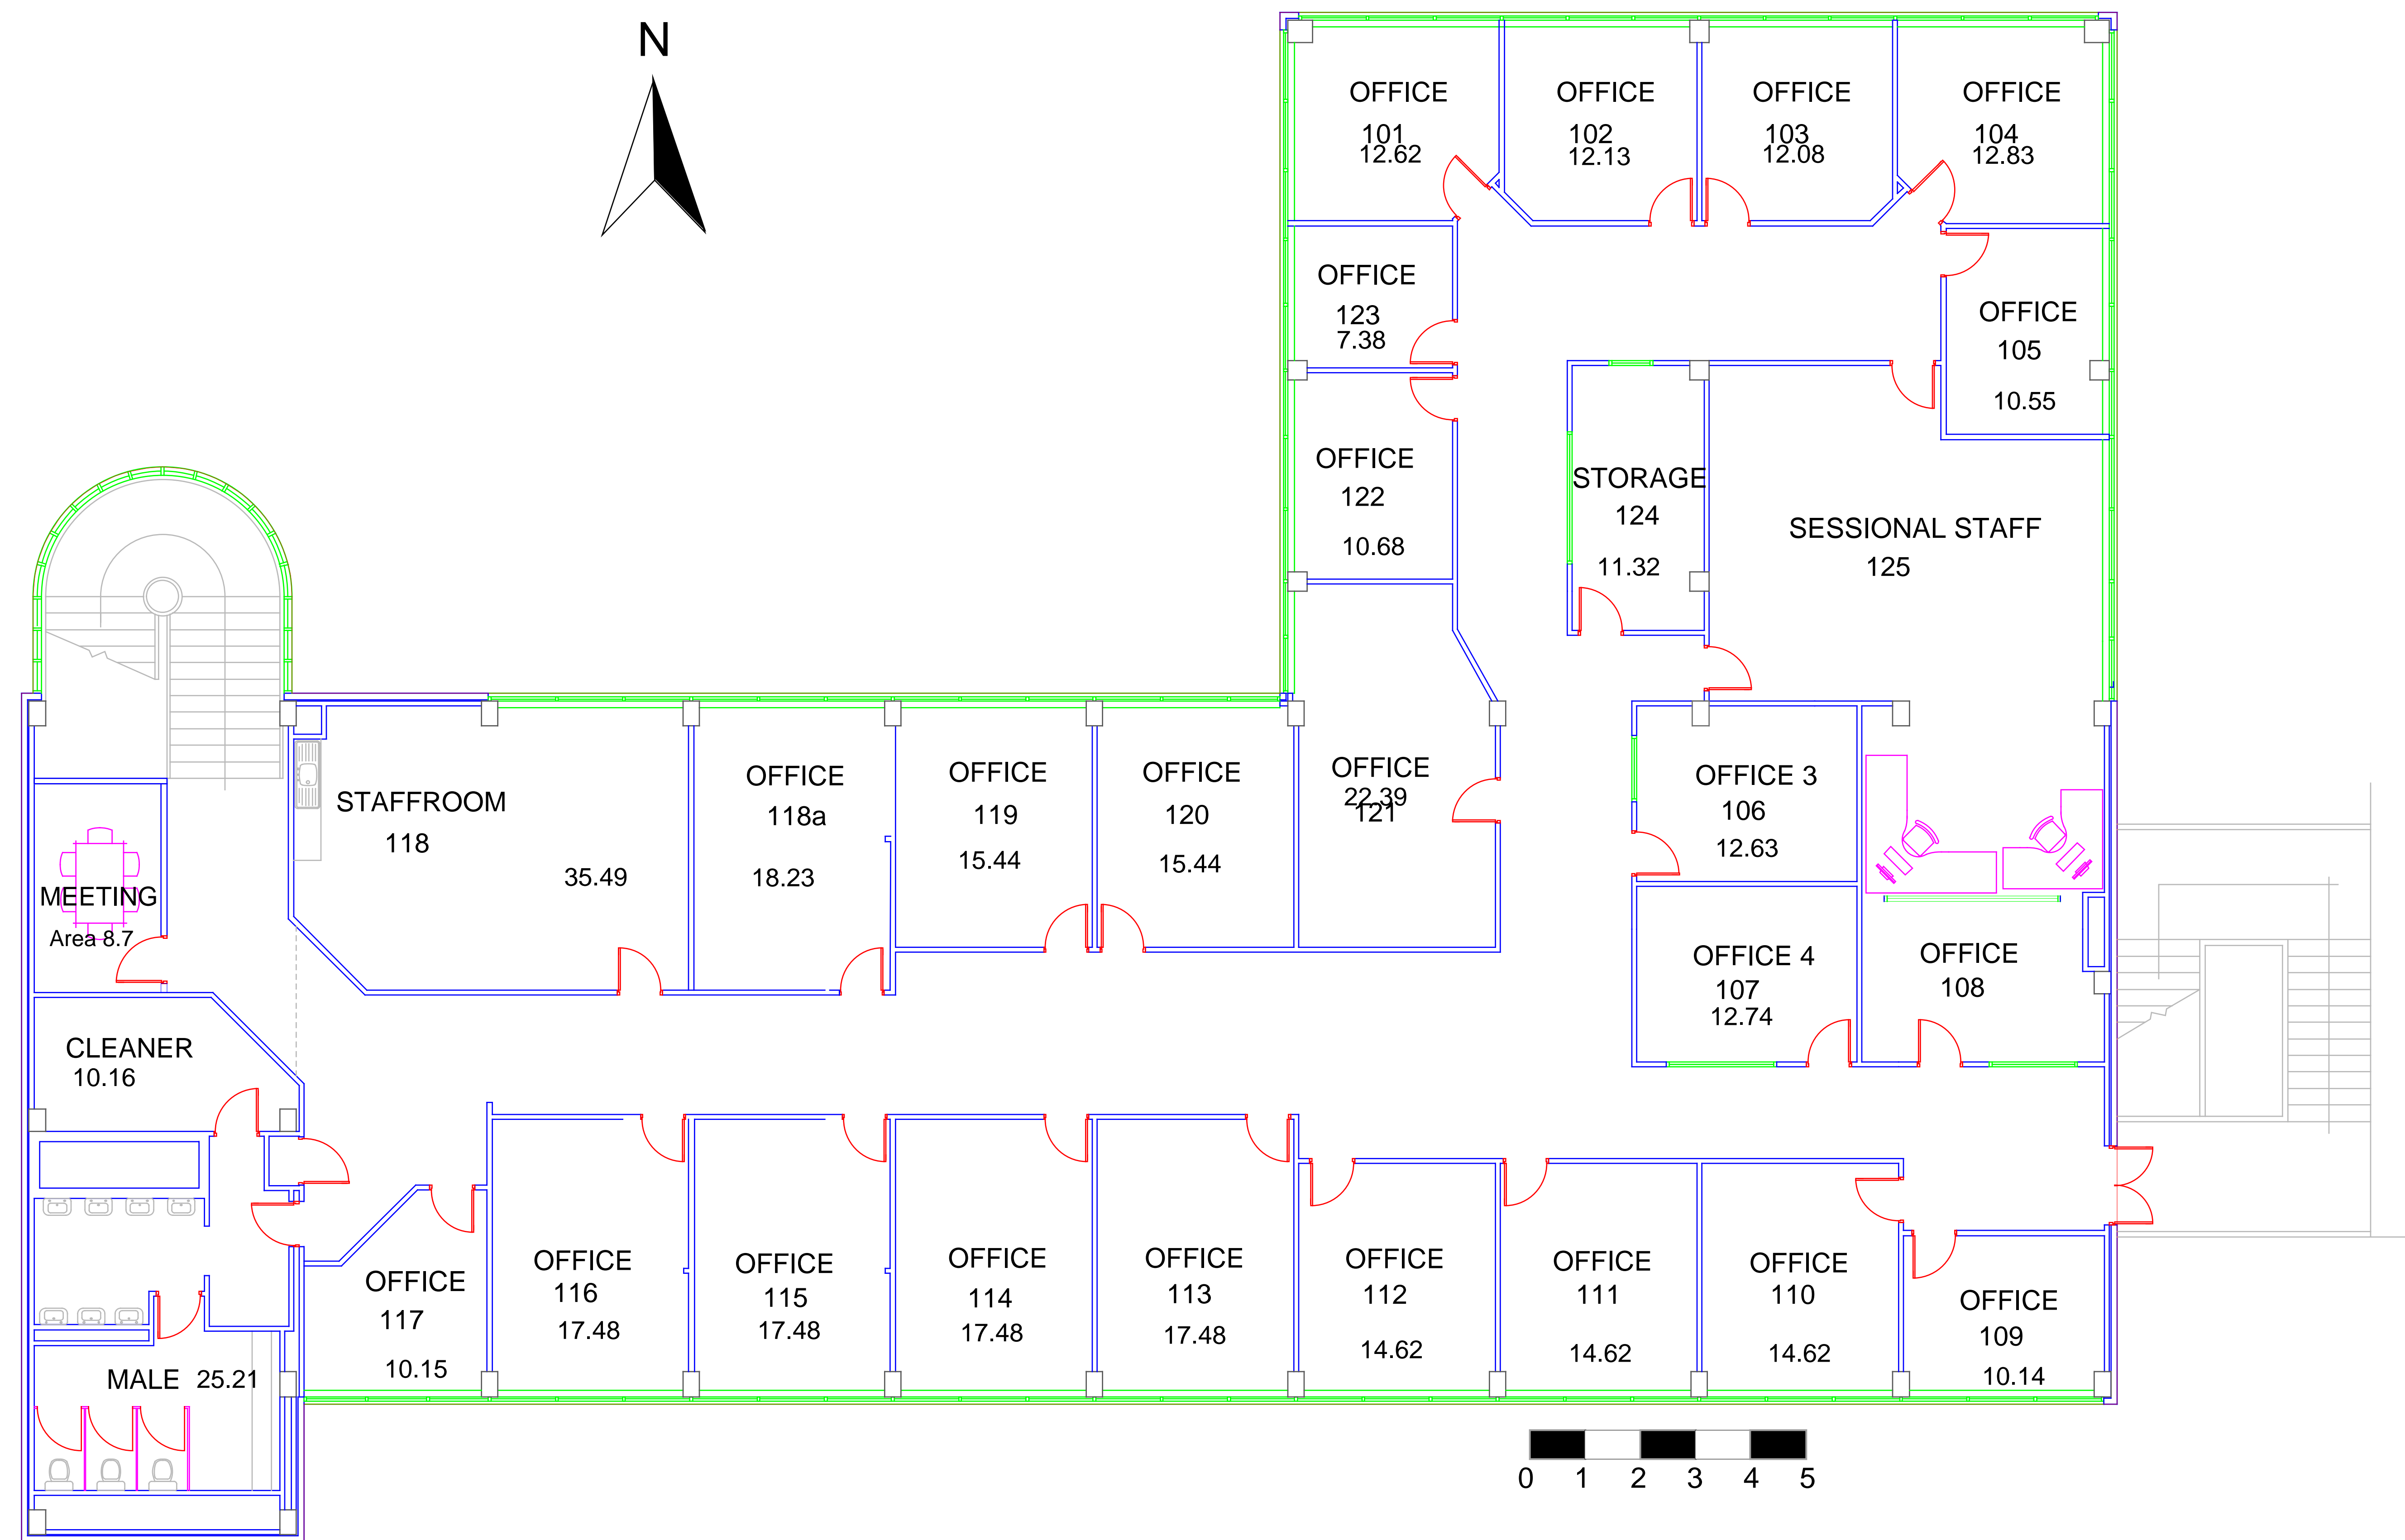 N
OFFICE
101
12.62
OFFICE
102
12.13
OFFICE
103
12.08
OFFICE
104
12.83
OFFICE
123
7.38
OFFICE
105
10.55
OFFICE
122
10.68
STORAGE
124
11.32
SESSIONAL STAFF
125
STAFFROOM
118
35.49
OFFICE
118a
18.23
OFFICE
119
15.44
OFFICE
120
15.44
OFFICE
22.39
121
OFFICE 3
106
12.63
MEETING
Area 8.7
OFFICE 4
107
12.74
OFFICE
108
CLEANER
10.16
OFFICE
117
10.15
OFFICE
116
17.48
OFFICE
115
17.48
OFFICE
114
17.48
OFFICE
113
17.48
OFFICE
112
14.62
OFFICE
111
14.62
OFFICE
110
14.62
OFFICE
109
10.14
MALE 25.21
0 1 2 3 4 5